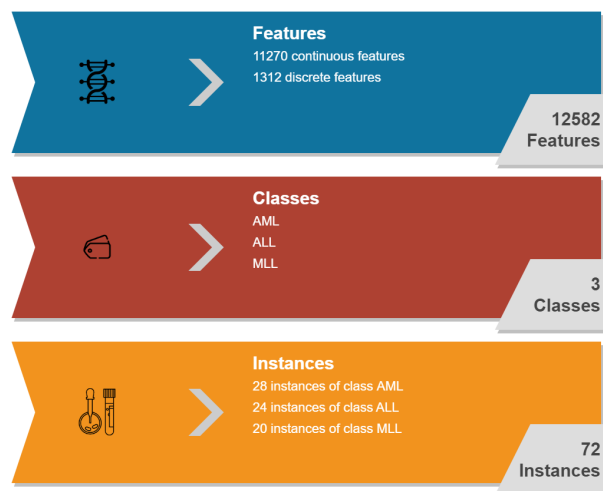 Features
11270 continuous features
1312 discrete features
12582
Features
Classes
AML
ALL
MLL
3
Classes
Instances
28 instances of class AML
24 instances of class ALL
20 instances of class MLL
72
Instances